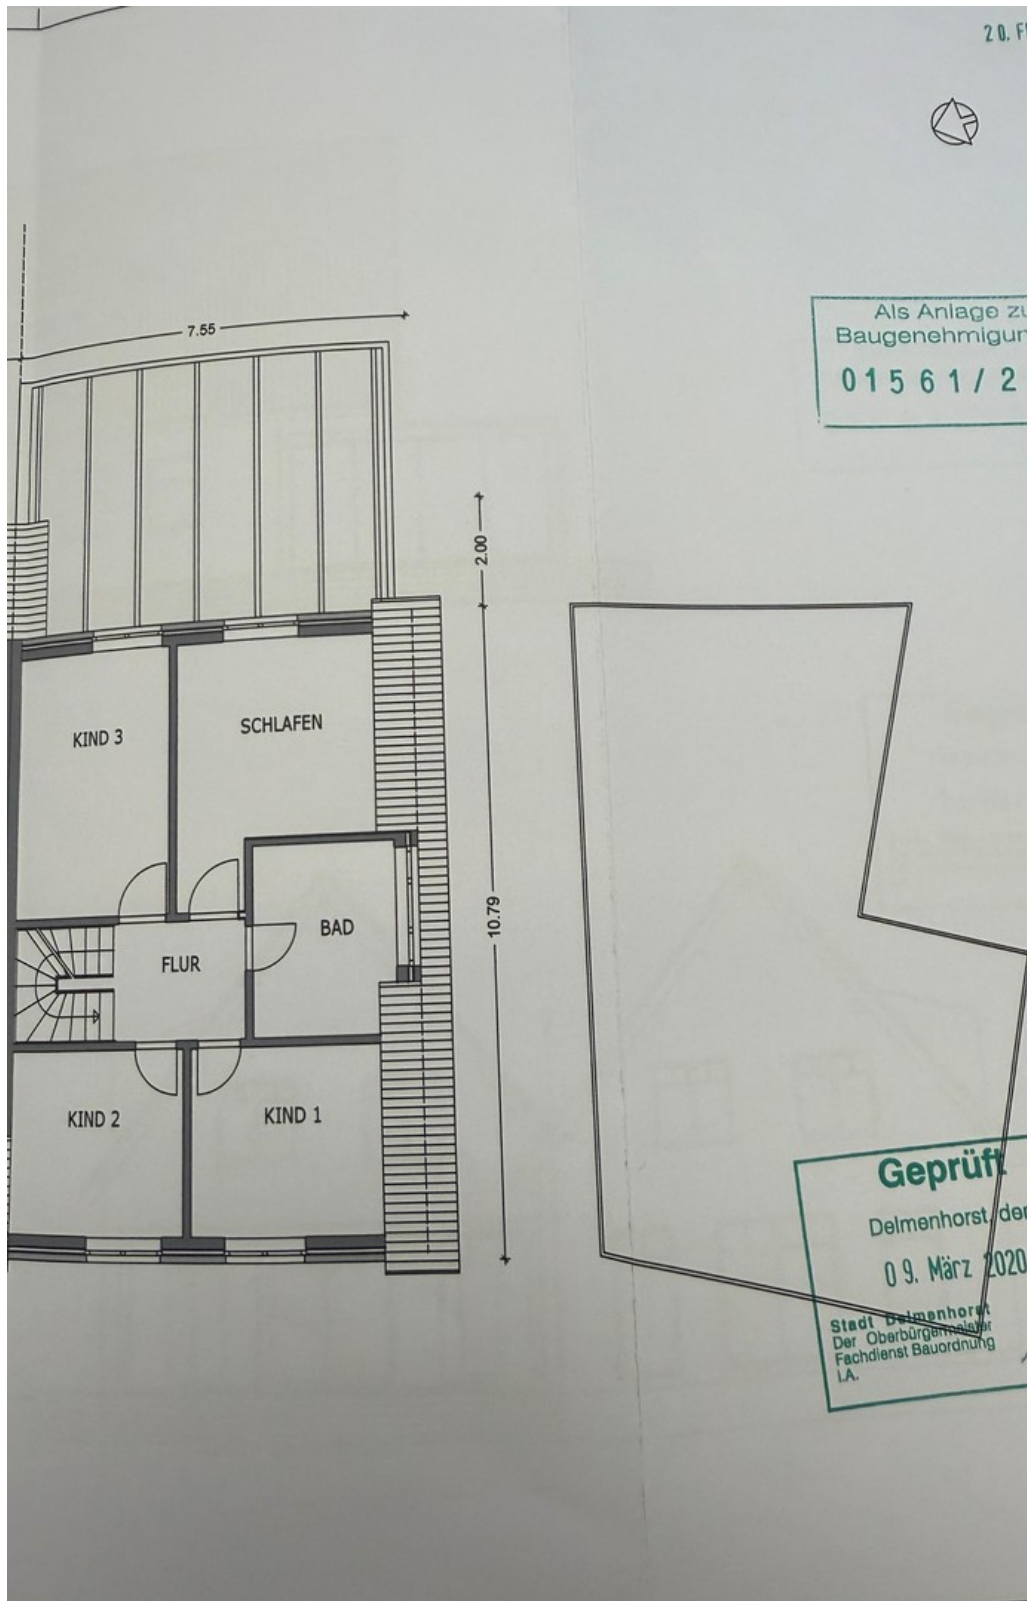 20. F
Als Anlage zu
Baugenehmigun
01561/2
7.55
2.00
10.79
KIND 3
SCHLAFEN
BAD
FLUR
KIND 2
KIND 1
Geprüft
Delmenhorst, den
09. März 2020
Stadt Delmenhorst
Der Oberbürgermeister
Fachdienst Bauordnung
I.A.